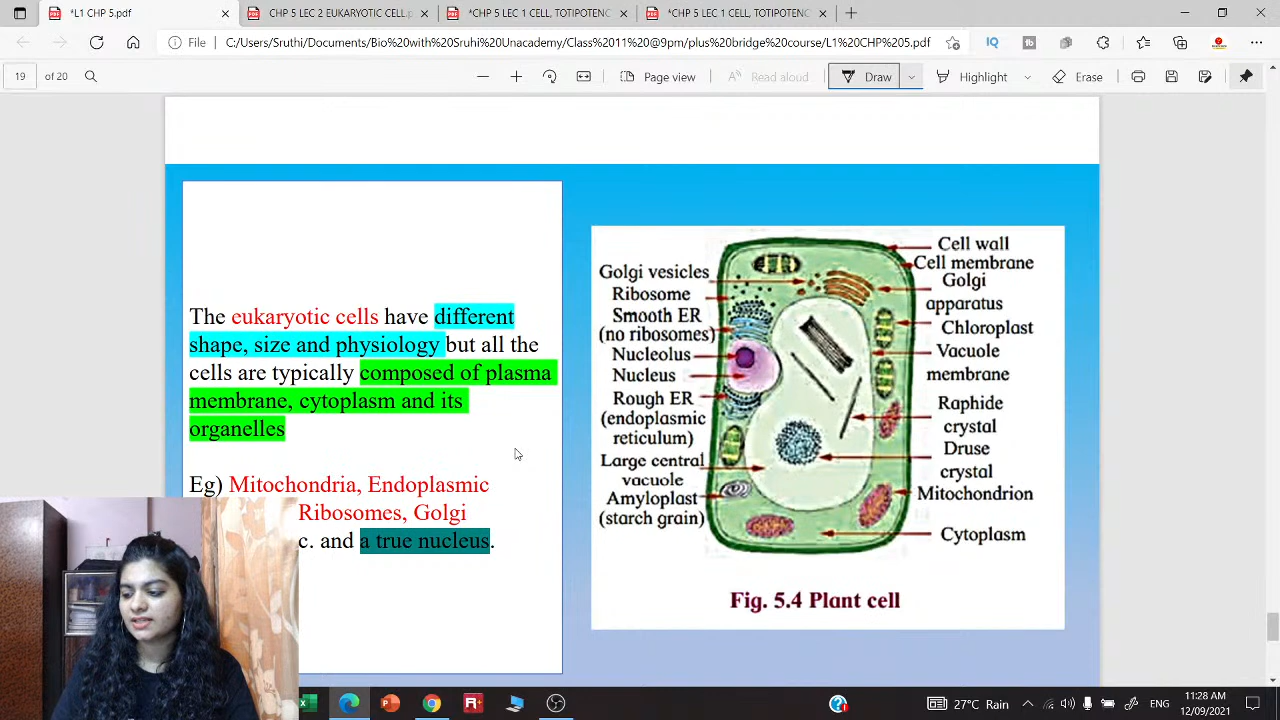 *L1 CHP 5.pdf
CHP 5 LEC 2 EUKARYOTIC CELL.p
*CHP 5 LEC 1 CELL, TOTIPOTENC
*CHP 5 LEC 1 CELL, TOTIPOTENC
File
C:/Users/Sruthi/Documents/Bio%20with%20Sruhi%20Unacademy/Class%2011%20@9pm/plus%20bridge%20course/L1%20CHP%205.pdf
19 of 20
Page view
Read aloud
Draw
Highlight
Erase
The eukaryotic cells have different
shape, size and physiology but all the
cells are typically composed of plasma
membrane, cytoplasm and its
organelles
Eg) Mitochondria, Endoplasmic
Ribosomes, Golgi
c. and a true nucleus.
Golgi vesicles
Ribosome
Smooth ER
(no ribosomes)
Nucleolus
Nucleus
Rough ER
(endoplasmic
reticulum)
Large central
vacuole
Amyloplast
(starch grain)
Cell wall
Cell membrane
Golgi
apparatus
Chloroplast
Vacuole
membrane
Raphide
crystal
Druse
crystal
Mitochondrion
Cytoplasm
Fig. 5.4 Plant cell
27°C Rain
ENG
11:28 AM
12/09/2021